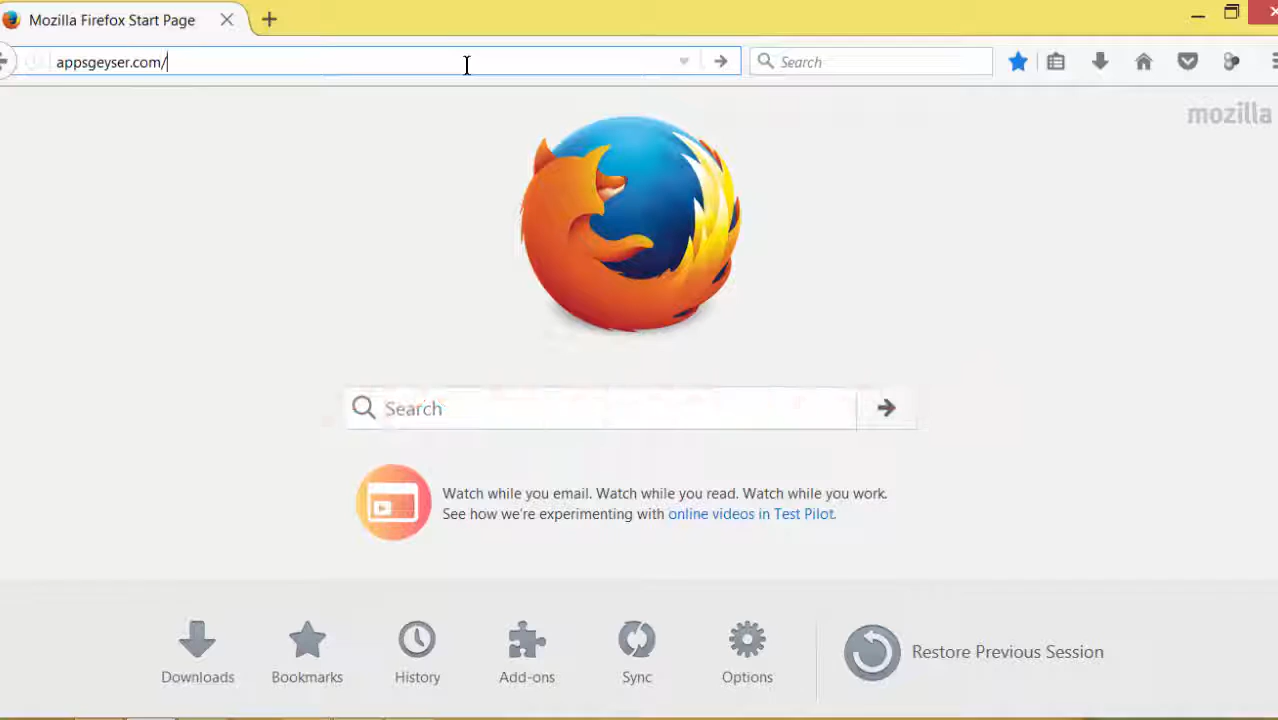 Mozilla Firefox Start Page
appsgeyser.com/
Search
mozilla
Search
Watch while you email. Watch while you read. Watch while you work.
See how we're experimenting with online videos in Test Pilot.
Downloads
Bookmarks
History
Add-ons
Sync
Options
Restore Previous Session